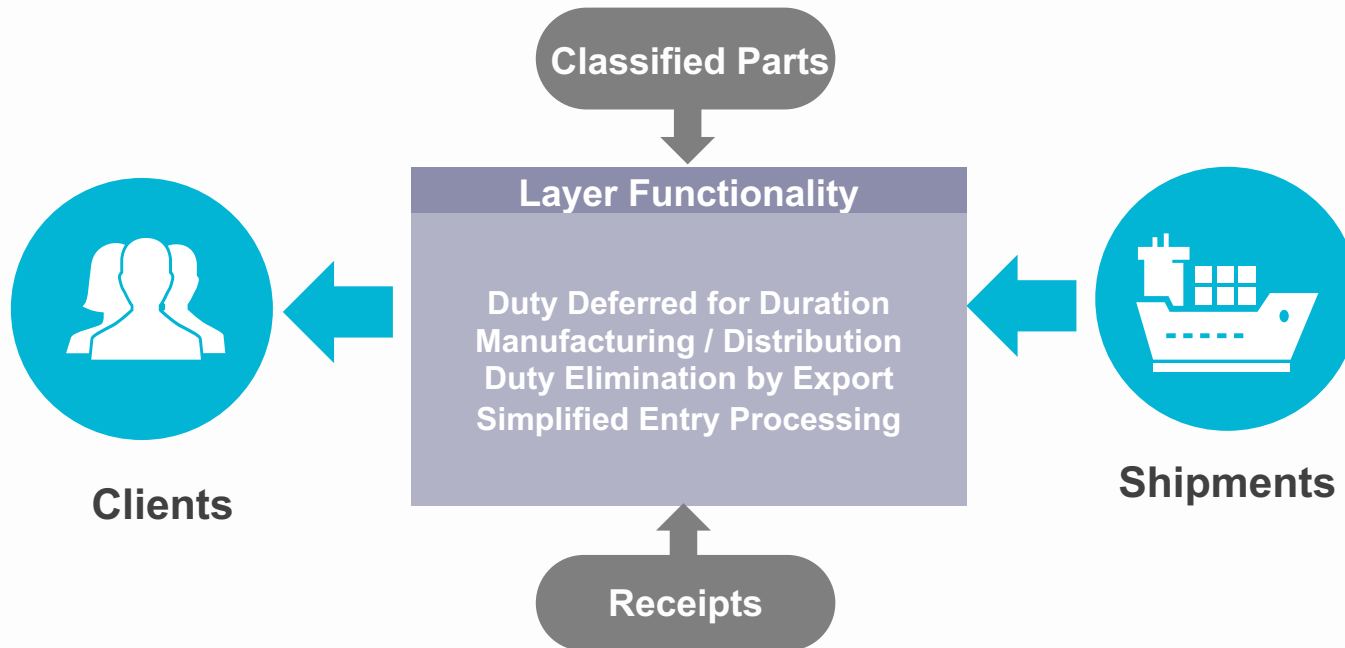 Classified Parts
Layer Functionality
Duty Deferred for Duration
Manufacturing / Distribution
Duty Elimination by Export
Simplified Entry Processing
Clients
Shipments
Receipts